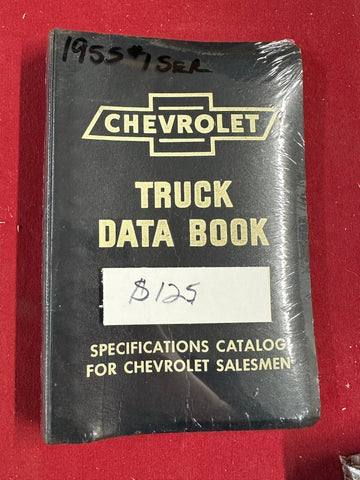 1955 #1 SER
CHEVROLET
TRUCK
DATA BOOK
$125
SPECIFICATIONS CATALOG
FOR CHEVROLET SALESMEN